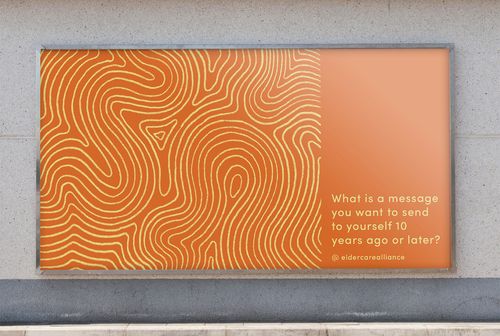 What is a message
you want to send
to yourself 10
years ago or later?
@ eldercarealliance